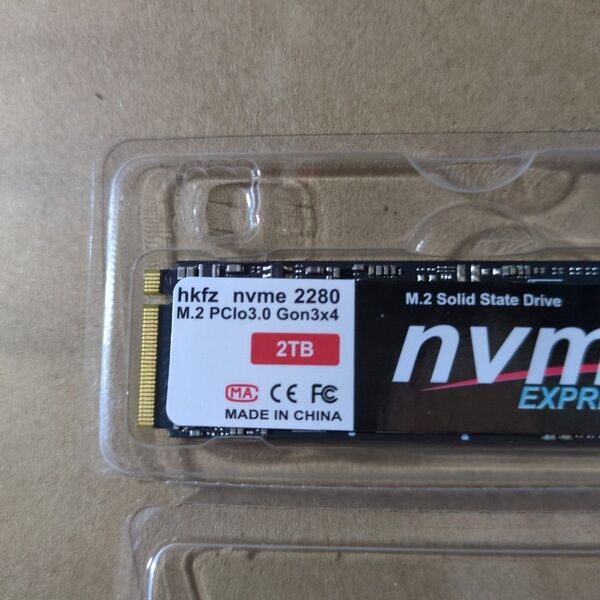 hkfz nvme 2280
M.2 PCIo3.0 Gon3x4
2TB
MA CE FC
MADE IN CHINA
M.2 Solid State Drive
nvm
EXPR